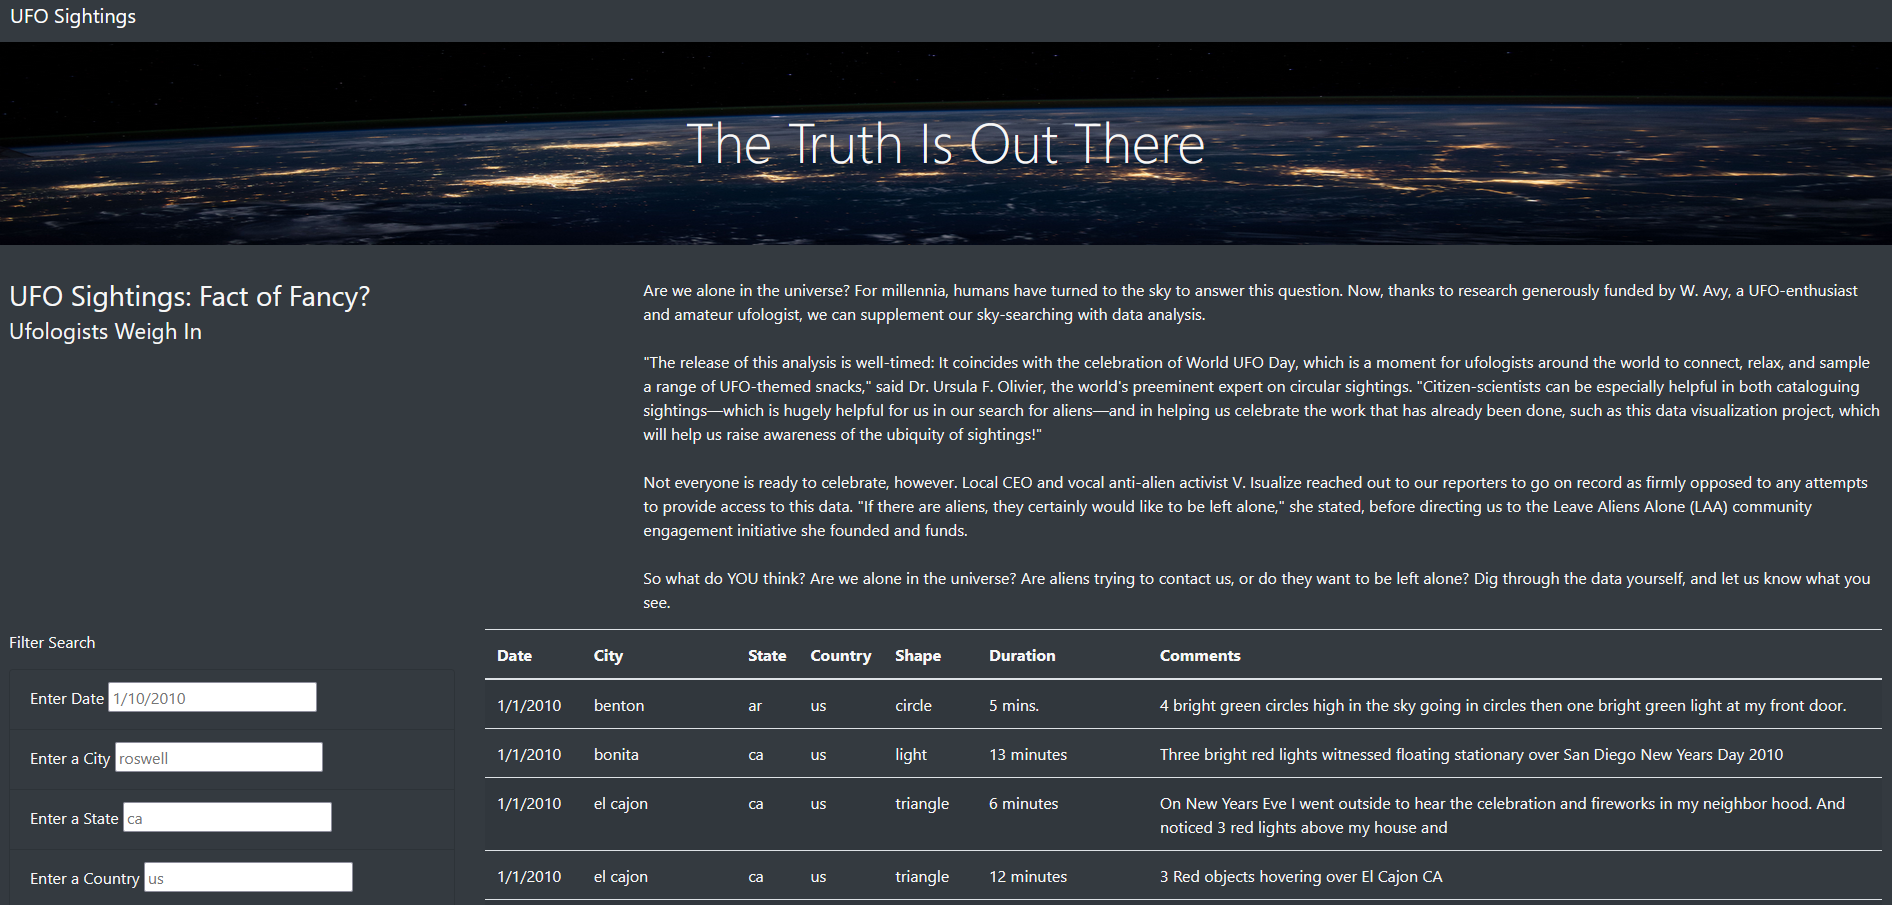 UFO Sightings
The Truth Is Out There
UFO Sightings: Fact of Fancy?
Ufologists Weigh In
Are we alone in the universe? For millennia, humans have turned to the sky to answer this question. Now, thanks to research generously funded by W. Avy, a UFO-enthusiast
and amateur ufologist, we can supplement our sky-searching with data analysis.
"The release of this analysis is well-timed: It coincides with the celebration of World UFO Day, which is a moment for ufologists around the world to connect, relax, and sample
a range of UFO-themed snacks," said Dr. Ursula F. Olivier, the world's preeminent expert on circular sightings. "Citizen-scientists can be especially helpful in both cataloguing
sightings—which is hugely helpful for us in our search for aliens—and in helping us celebrate the work that has already been done, such as this data visualization project, which
will help us raise awareness of the ubiquity of sightings!"
Not everyone is ready to celebrate, however. Local CEO and vocal anti-alien activist V. Isualize reached out to our reporters to go on record as firmly opposed to any attempts
to provide access to this data. "If there are aliens, they certainly would like to be left alone," she stated, before directing us to the Leave Aliens Alone (LAA) community
engagement initiative she founded and funds.
So what do YOU think? Are we alone in the universe? Are aliens trying to contact us, or do they want to be left alone? Dig through the data yourself, and let us know what you
see.
Filter Search
Enter Date 1/10/2010
Enter a City roswell
Enter a State ca
Enter a Country us
Date City State Country Shape Duration Comments
1/1/2010 benton ar us circle 5 mins. 4 bright green circles high in the sky going in circles then one bright green light at my front door.
1/1/2010 bonita ca us light 13 minutes Three bright red lights witnessed floating stationary over San Diego New Years Day 2010
1/1/2010 el cajon ca us triangle 6 minutes On New Years Eve I went outside to hear the celebration and fireworks in my neighbor hood. And
noticed 3 red lights above my house and
1/1/2010 el cajon ca us triangle 12 minutes 3 Red objects hovering over El Cajon CA